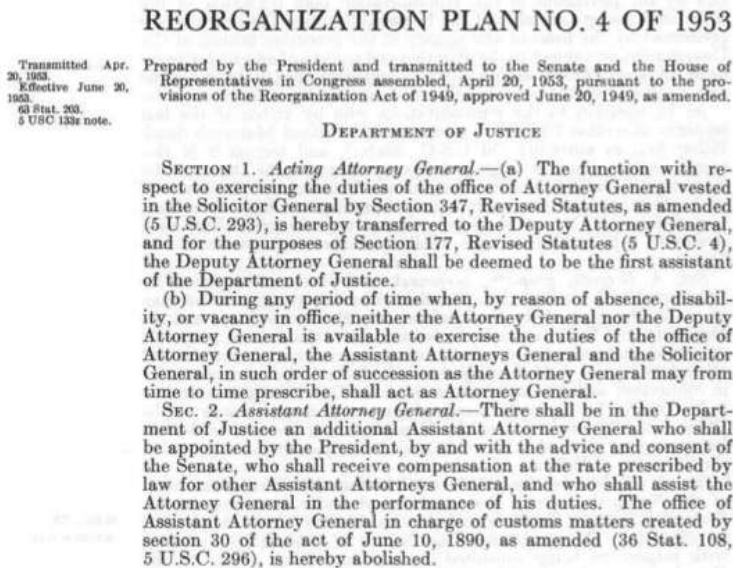 REORGANIZATION PLAN NO. 4 OF 1953
Transmitted Apr.
20, 1953.
Effective June 20,
1953.
63 Stat. 203.
5 USC 133z note.
Prepared by the President and transmitted to the Senate and the House of
Representatives in Congress assembled, April 20, 1953, pursuant to the pro-
visions of the Reorganization Act of 1949, approved June 20, 1949, as amended.
DEPARTMENT OF JUSTICE
SECTION 1. Acting Attorney General.—(a) The function with re-
spect to exercising the duties of the office of Attorney General vested
in the Solicitor General by Section 347, Revised Statutes, as amended
(5 U.S.C. 293), is hereby transferred to the Deputy Attorney General,
and for the purposes of Section 177, Revised Statutes (5 U.S.C. 4),
the Deputy Attorney General shall be deemed to be the first assistant
of the Department of Justice.
(b) During any period of time when, by reason of absence, disabil-
ity, or vacancy in office, neither the Attorney General nor the Deputy
Attorney General is available to exercise the duties of the office of
Attorney General, the Assistant Attorneys General and the Solicitor
General, in such order of succession as the Attorney General may from
time to time prescribe, shall act as Attorney General.
SEC. 2. Assistant Attorney General.—There shall be in the Depart-
ment of Justice an additional Assistant Attorney General who shall
be appointed by the President, by and with the advice and consent of
the Senate, who shall receive compensation at the rate prescribed by
law for other Assistant Attorneys General, and who shall assist the
Attorney General in the performance of his duties. The office of
Assistant Attorney General in charge of customs matters created by
section 30 of the act of June 10, 1890, as amended (36 Stat. 108,
5 U.S.C. 296), is hereby abolished.